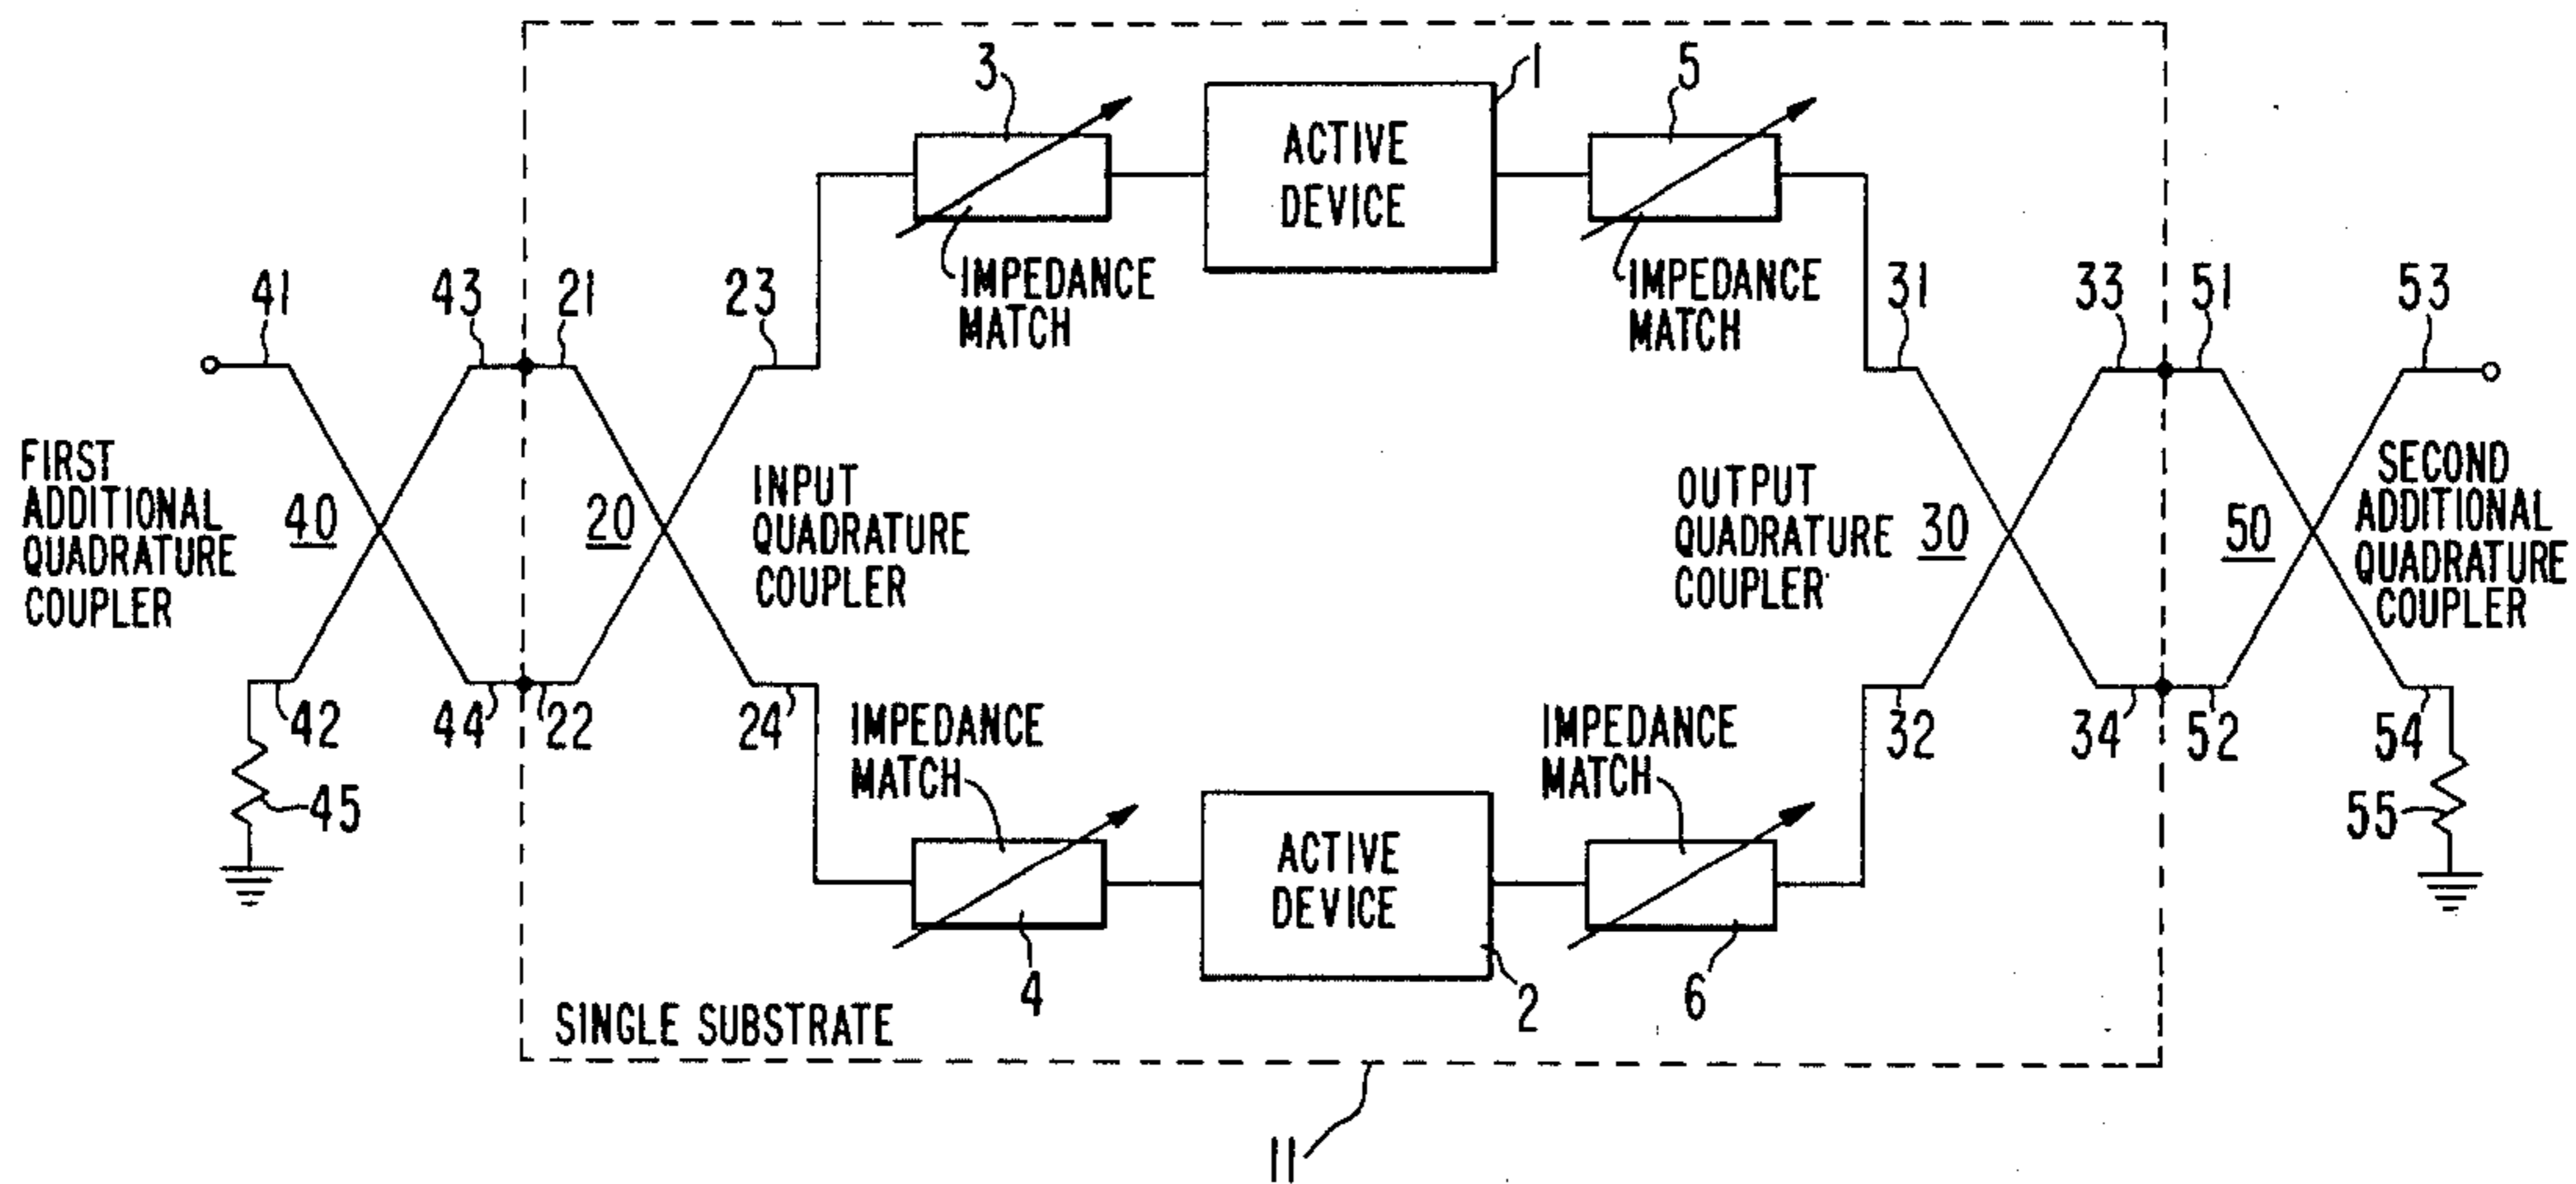 3
1
5
ACTIVE
DEVICE
IMPEDANCE
MATCH
IMPEDANCE
MATCH
41
43
21
23
31
33
51
53
FIRST
ADDITIONAL
QUADRATURE
COUPLER
40
20
INPUT
QUADRATURE
COUPLER
OUTPUT
QUADRATURE
COUPLER
30
50
SECOND
ADDITIONAL
QUADRATURE
COUPLER
42
44
22
24
32
34
52
54
45
55
IMPEDANCE
MATCH
IMPEDANCE
MATCH
ACTIVE
DEVICE
4
2
6
SINGLE SUBSTRATE
11